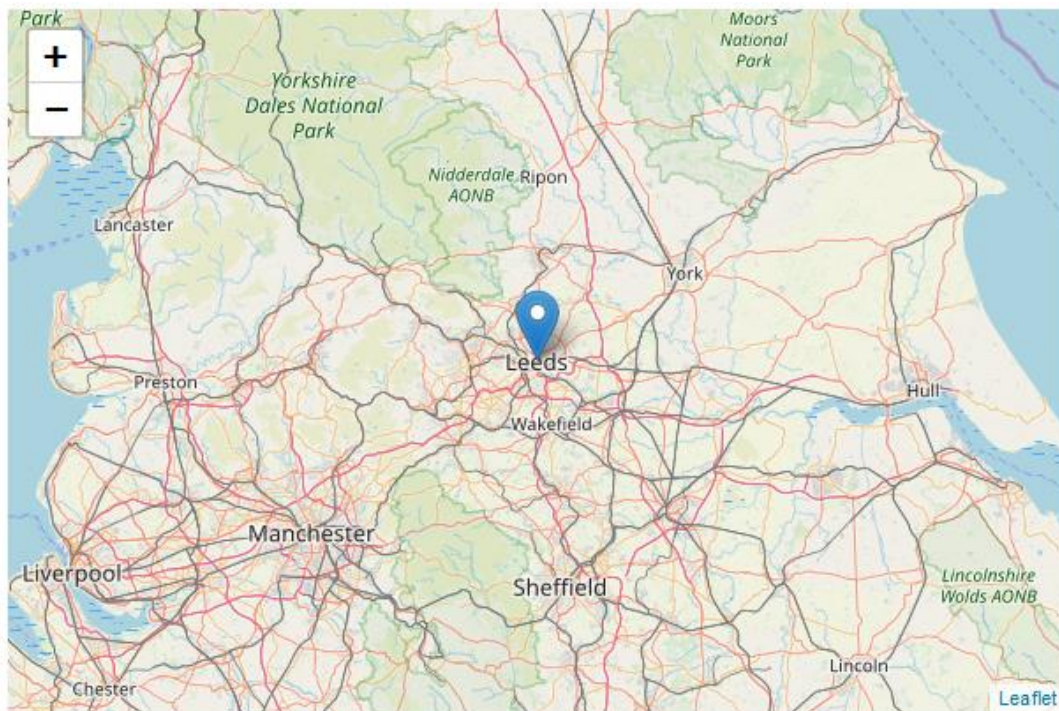 Park
+
−
Moors
National
Park
Yorkshire
Dales National
Park
Nidderdale
AONB
Ripon
Lancaster
York
Leeds
Preston
Hull
Wakefield
Manchester
Liverpool
Sheffield
Lincolnshire
Wolds AONB
Lincoln
Chester
Leaflet